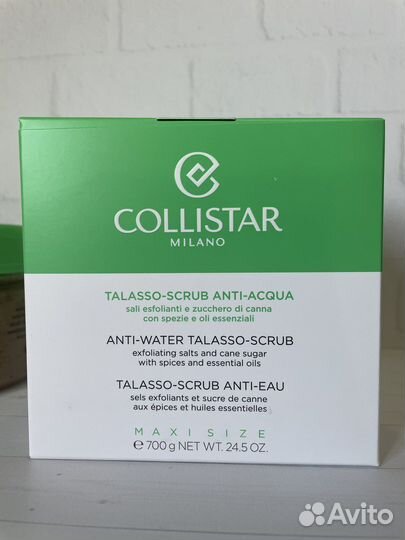 COLLISTAR
MILANO
TALASSO-SCRUB ANTI-ACQUA
sali esfolianti e zucchero di canna
con spezie e oli essenziali
ANTI-WATER TALASSO-SCRUB
exfoliating salts and cane sugar
with spices and essential oils
TALASSO-SCRUB ANTI-EAU
sels exfoliants et sucre de canne
aux épices et huiles essentielles
MAXI SIZE
℮ 700 g NET WT. 24.5 OZ.
Avito